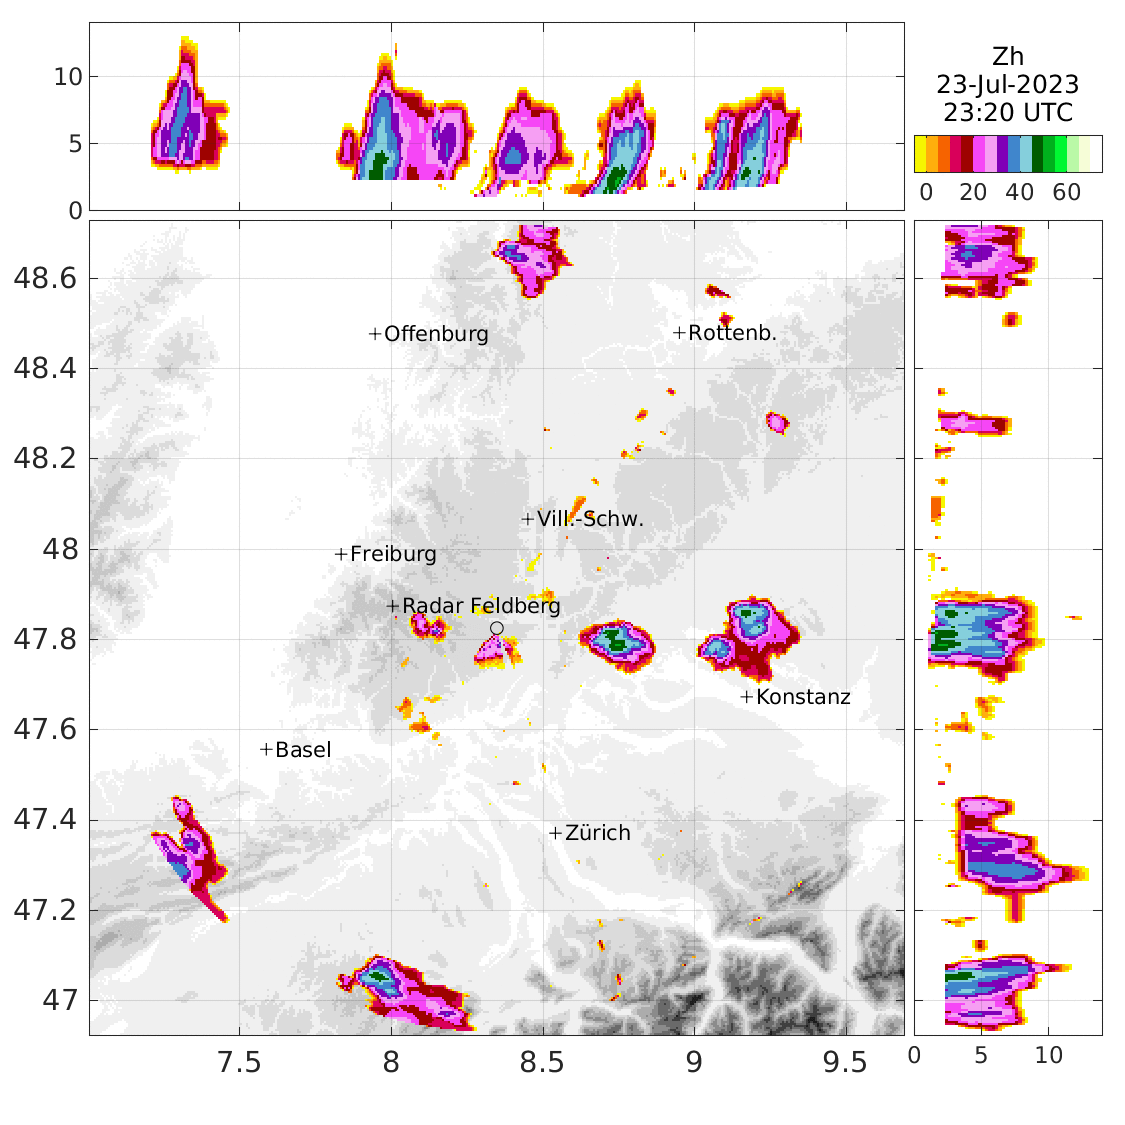 10
5
0
Zh
23-Jul-2023
23:20 UTC
0 20 40 60
48.6
48.4
48.2
48
47.8
47.6
47.4
47.2
47
+Offenburg
+Rottenb.
+Vill.-Schw.
+Freiburg
+Radar Feldberg
+Konstanz
+Basel
+Zürich
7.5 8 8.5 9 9.5
0 5 10